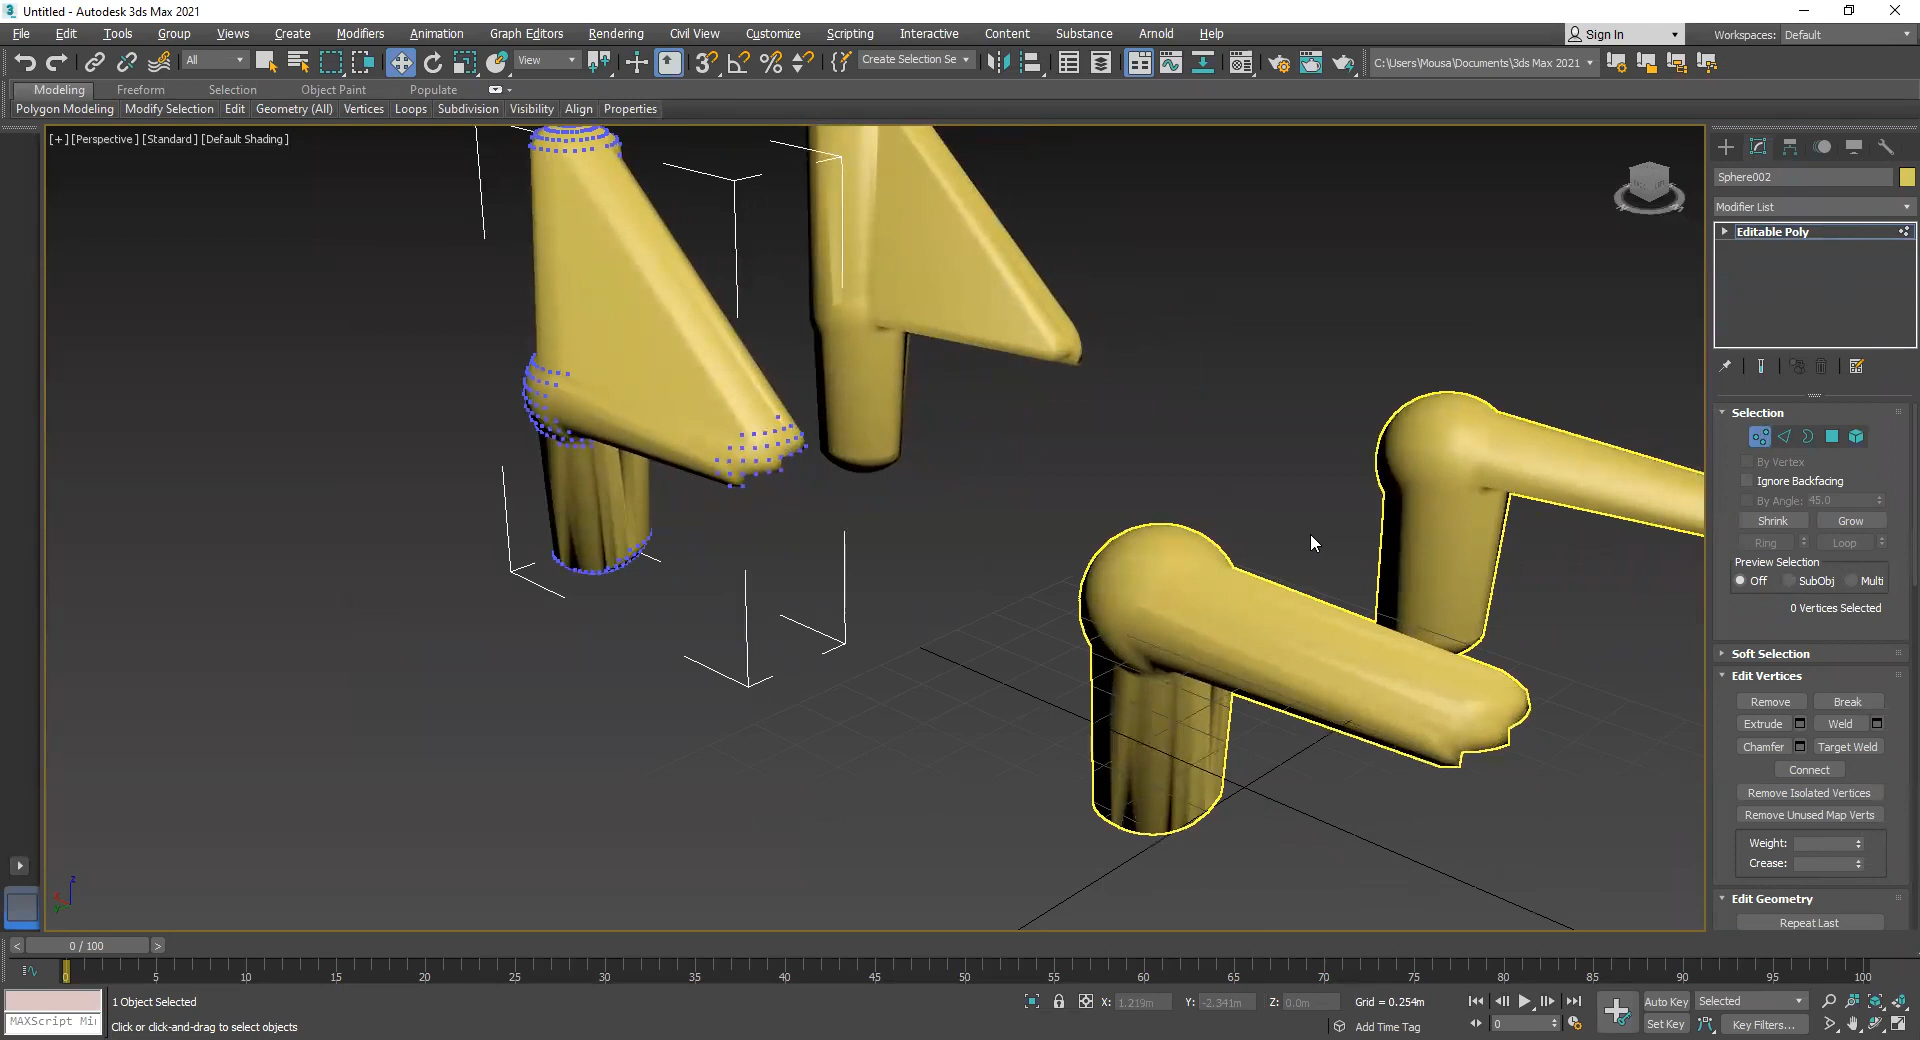 Untitled - Autodesk 3ds Max 2021
File Edit Tools Group Views Create Modifiers Animation Graph Editors Rendering Civil View Customize Scripting Interactive Content Substance Arnold Help
Sign In
Workspaces: Default
All
View
Create Selection Se
C:\Users\Mousa\Documents\3ds Max 2021
Modeling Freeform Selection Object Paint Populate
Polygon Modeling Modify Selection Edit Geometry (All) Vertices Loops Subdivision Visibility Align Properties
[+] [Perspective] [Standard] [Default Shading]
Sphere002
Modifier List
Editable Poly
Selection
By Vertex
Ignore Backfacing
By Angle: 45.0
Shrink Grow
Ring Loop
Preview Selection
Off SubObj Multi
0 Vertices Selected
Soft Selection
Edit Vertices
Remove Break
Extrude Weld
Chamfer Target Weld
Connect
Remove Isolated Vertices
Remove Unused Map Verts
Weight:
Crease:
Edit Geometry
Repeat Last
z
x
y
< 0 / 100 >
0 5 10 15 20 25 30 35 40 45 50 55 60 65 70 75 80 85 90 95 100
1 Object Selected
X: 1.219m Y: -2.341m Z: 0.0m Grid = 0.254m
Auto Key Selected
MAXScript Mi
Click or click-and-drag to select objects
Add Time Tag
0
Set Key Key Filters...